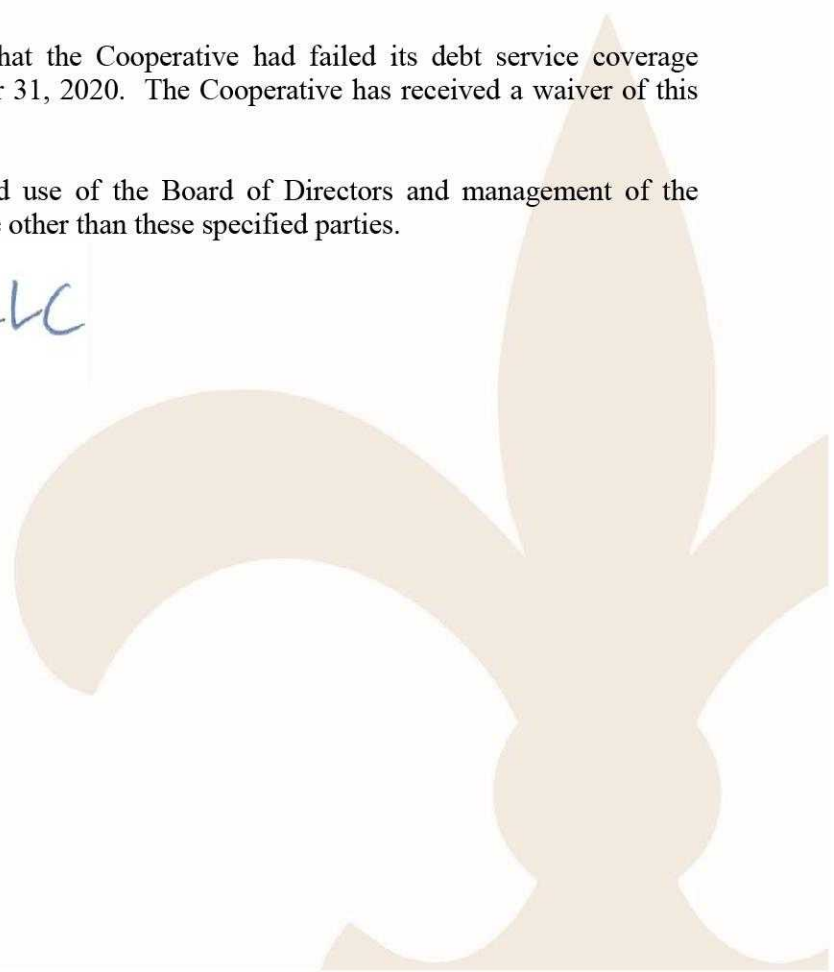 hat the Cooperative had failed its debt service coverage
r 31, 2020. The Cooperative has received a waiver of this
d use of the Board of Directors and management of the
other than these specified parties.
LLC